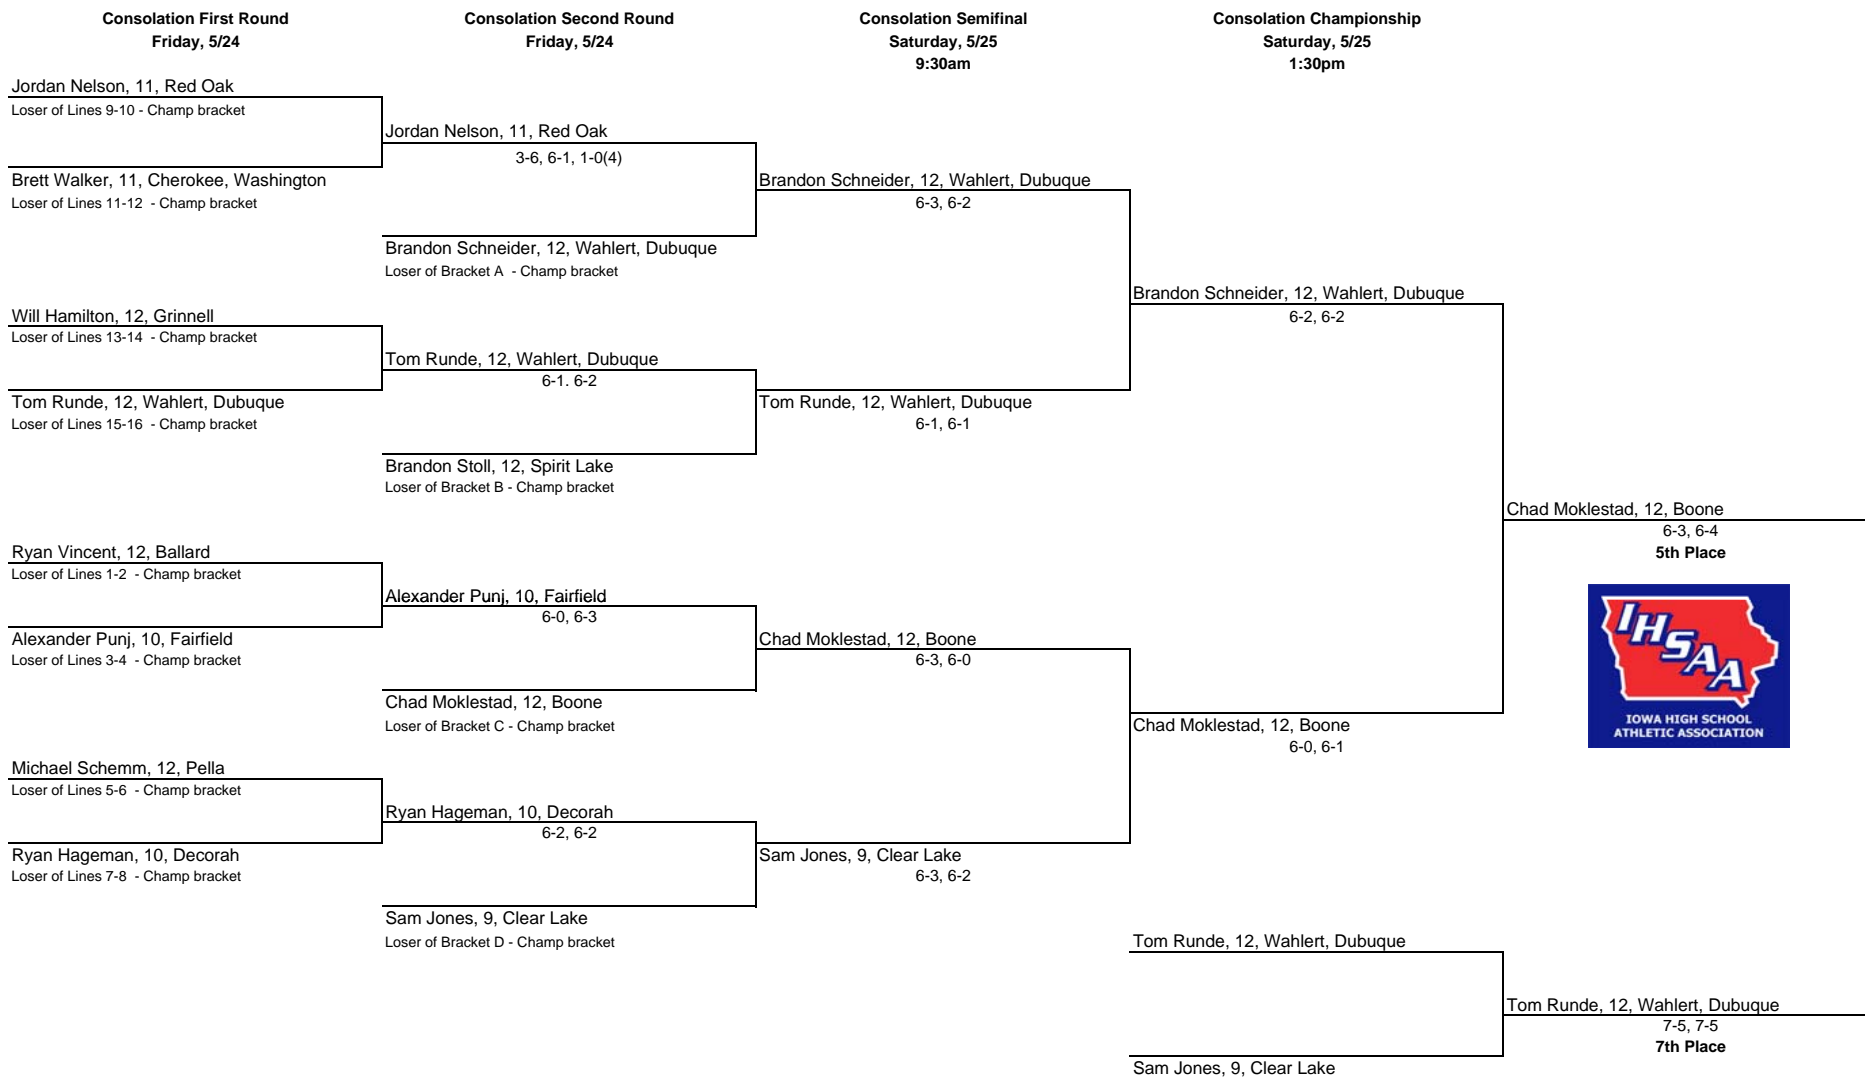 Consolation First Round
Friday, 5/24
Consolation Second Round
Friday, 5/24
Consolation Semifinal
Saturday, 5/25
9:30am
Consolation Championship
Saturday, 5/25
1:30pm
Jordan Nelson, 11, Red Oak
Loser of Lines 9-10 - Champ bracket
Brett Walker, 11, Cherokee, Washington
Loser of Lines 11-12 - Champ bracket
Will Hamilton, 12, Grinnell
Loser of Lines 13-14 - Champ bracket
Tom Runde, 12, Wahlert, Dubuque
Loser of Lines 15-16 - Champ bracket
Ryan Vincent, 12, Ballard
Loser of Lines 1-2 - Champ bracket
Alexander Punj, 10, Fairfield
Loser of Lines 3-4 - Champ bracket
Michael Schemm, 12, Pella
Loser of Lines 5-6 - Champ bracket
Ryan Hageman, 10, Decorah
Loser of Lines 7-8 - Champ bracket
Jordan Nelson, 11, Red Oak
3-6, 6-1, 1-0(4)
Brandon Schneider, 12, Wahlert, Dubuque
Loser of Bracket A - Champ bracket
Tom Runde, 12, Wahlert, Dubuque
6-1. 6-2
Brandon Stoll, 12, Spirit Lake
Loser of Bracket B - Champ bracket
Alexander Punj, 10, Fairfield
6-0, 6-3
Chad Moklestad, 12, Boone
Loser of Bracket C - Champ bracket
Ryan Hageman, 10, Decorah
6-2, 6-2
Sam Jones, 9, Clear Lake
Loser of Bracket D - Champ bracket
Brandon Schneider, 12, Wahlert, Dubuque
6-3, 6-2
Tom Runde, 12, Wahlert, Dubuque
6-1, 6-1
Chad Moklestad, 12, Boone
6-3, 6-0
Sam Jones, 9, Clear Lake
6-3, 6-2
Brandon Schneider, 12, Wahlert, Dubuque
6-2, 6-2
Chad Moklestad, 12, Boone
6-0, 6-1
Tom Runde, 12, Wahlert, Dubuque
Sam Jones, 9, Clear Lake
Chad Moklestad, 12, Boone
6-3, 6-4
5th Place
IHSAA
IOWA HIGH SCHOOL
ATHLETIC ASSOCIATION
Tom Runde, 12, Wahlert, Dubuque
7-5, 7-5
7th Place